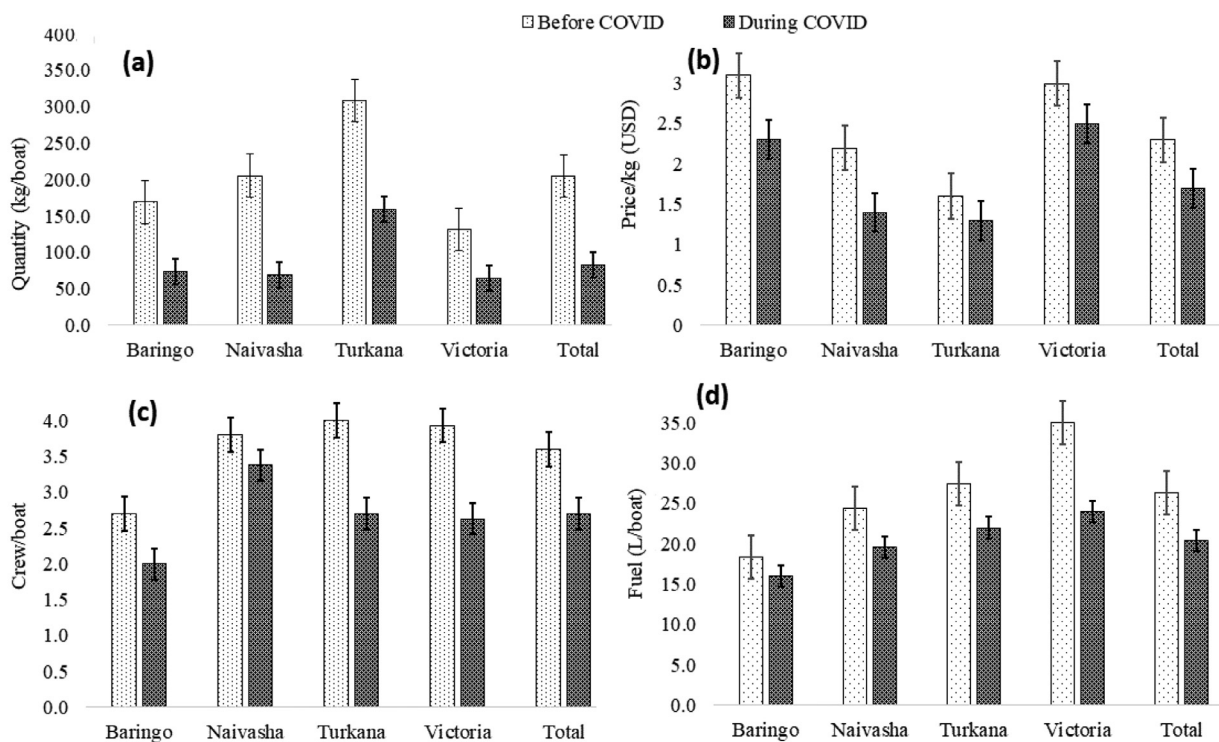 Before COVID During COVID
(a)
Quantity (kg/boat)
400.
350.0
300.0
250.0
200.0
150.0
100.0
50.0
0.0
Baringo Naivasha Turkana Victoria Total
(b)
Price/kg (USD)
3
2.5
2
1.5
1
0.5
0
Baringo Naivasha Turkana Victoria Total
(c)
Crew/boat
4.0
3.5
3.0
2.5
2.0
1.5
1.0
0.5
0.0
Baringo Naivasha Turkana Victoria Total
(d)
Fuel (L/boat)
35.0
30.0
25.0
20.0
15.0
10.0
5.0
0.0
Baringo Naivasha Turkana Victoria Total